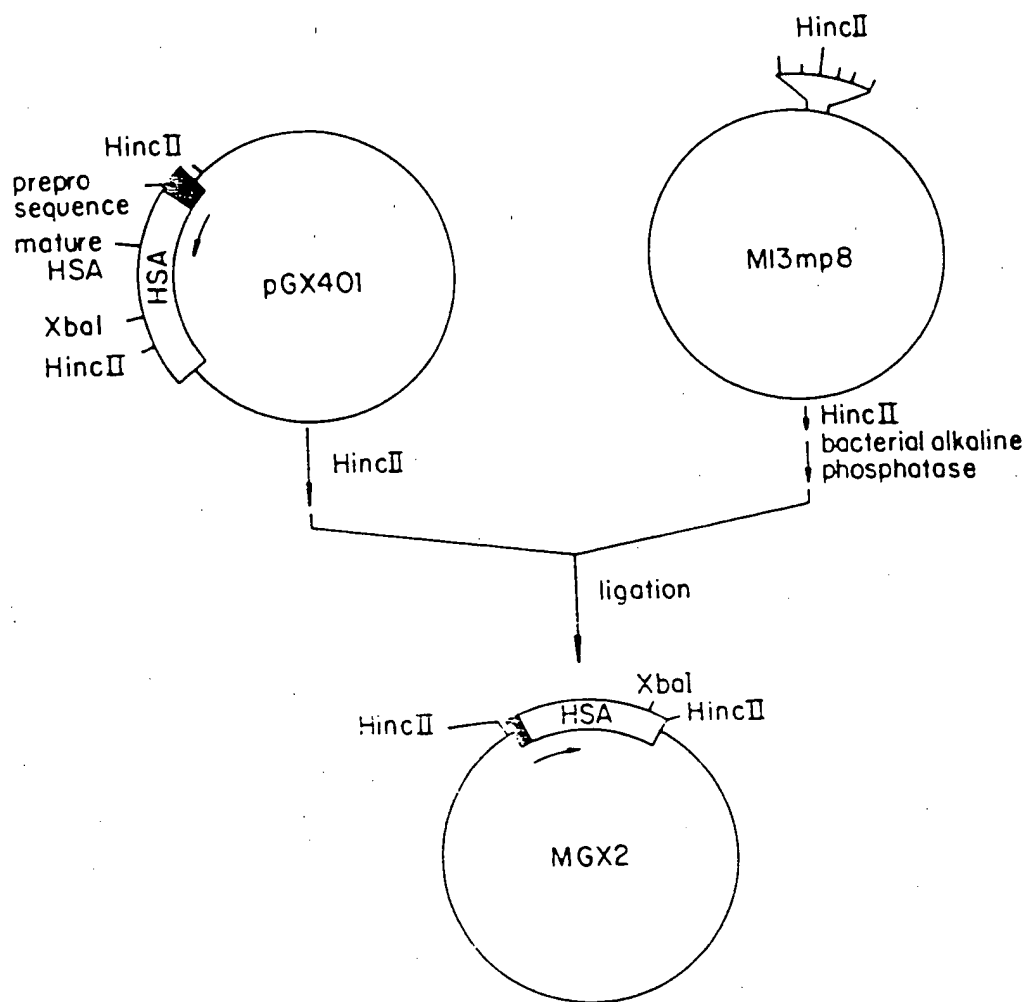 HincII
HincII
prepro
sequence
mature
HSA
HSA
XbaI
HincII
pGX401
M13mp8
HincII
HincII
bacterial alkaline
phosphatase
ligation
XbaI
HSA
HincII
HincII
MGX2